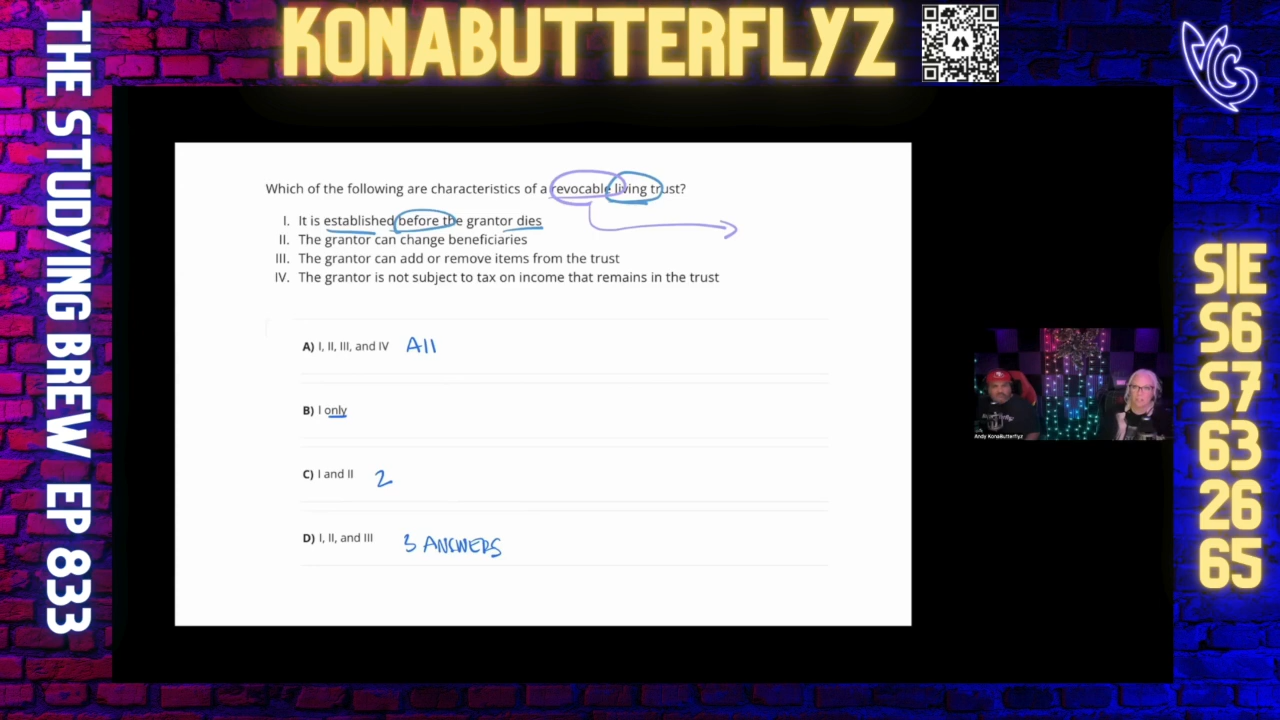 KONABUTTERFLYZ
THE STUDYING BREW EP 833
Which of the following are characteristics of a revocable living trust?
I. It is established before the grantor dies
II. The grantor can change beneficiaries
III. The grantor can add or remove items from the trust
IV. The grantor is not subject to tax on income that remains in the trust
A) I, II, III, and IV All
B) I only
C) I and II 2
D) I, II, and III 3 ANSWERS
Andy KonaButterflyz
SIE
S6
S7
63
26
65